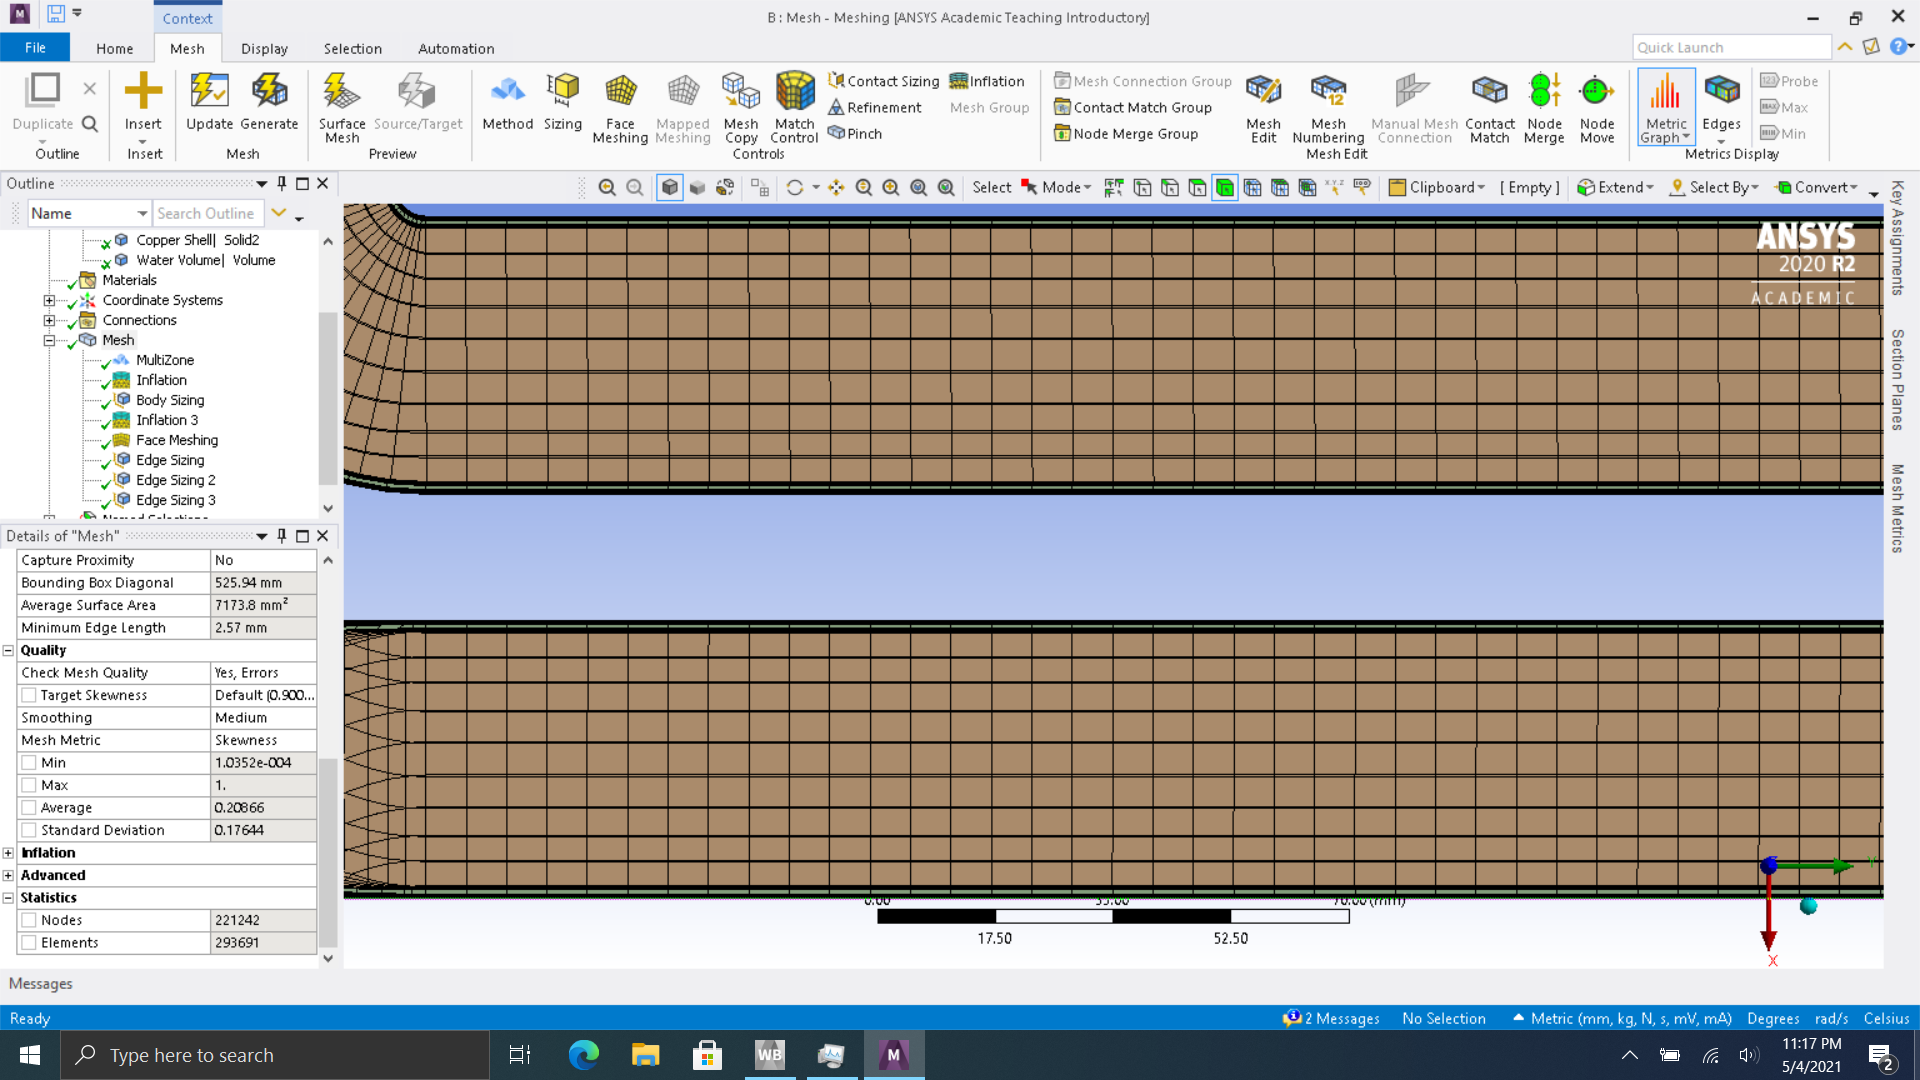 M
Context
B : Mesh - Meshing [ANSYS Academic Teaching Introductory]
File
Home
Mesh
Display
Selection
Automation
Quick Launch
Duplicate
Outline
Insert
Insert
Update
Generate
Mesh
Surface Mesh
Source/Target
Preview
Method
Sizing
Face Meshing
Mapped Meshing
Mesh Copy
Match Control
Contact Sizing
Refinement
Pinch
Inflation
Mesh Group
Controls
Mesh Connection Group
Contact Match Group
Node Merge Group
Mesh Edit
Mesh Numbering
Manual Mesh Connection
Contact Match
Node Merge
Node Move
Mesh Edit
Metric Graph
Edges
Probe
Max
Min
Metrics Display
Outline
Name
Search Outline
Select
Mode
Clipboard
[ Empty ]
Extend
Select By
Convert
Copper Shell| Solid2
Water Volume| Volume
Materials
Coordinate Systems
Connections
Mesh
MultiZone
Inflation
Body Sizing
Inflation 3
Face Meshing
Edge Sizing
Edge Sizing 2
Edge Sizing 3
Details of "Mesh"
Capture Proximity No
Bounding Box Diagonal 525.94 mm
Average Surface Area 7173.8 mm²
Minimum Edge Length 2.57 mm
Quality
Check Mesh Quality Yes, Errors
Target Skewness Default (0.900...
Smoothing Medium
Mesh Metric Skewness
Min 1.0352e-004
Max 1.
Average 0.20866
Standard Deviation 0.17644
Inflation
Advanced
Statistics
Nodes 221242
Elements 293691
ANSYS
2020 R2
ACADEMIC
Key Assignments
Section Planes
Mesh Metrics
0.00 35.00 70.00 (mm)
17.50 52.50
Y
X
Messages
Ready
2 Messages
No Selection
Metric (mm, kg, N, s, mV, mA)
Degrees
rad/s
Celsius
Type here to search
WB
M
11:17 PM
5/4/2021
2